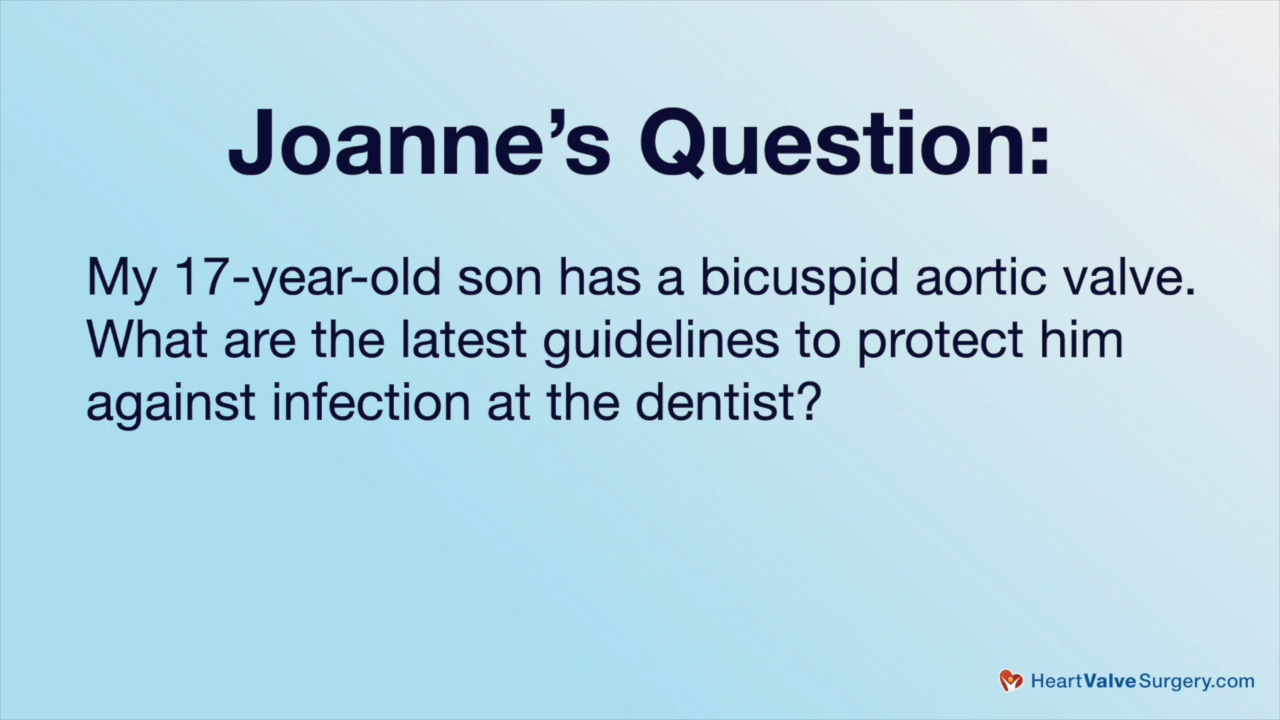 Joanne’s Question:
My 17-year-old son has a bicuspid aortic valve.
What are the latest guidelines to protect him
against infection at the dentist?
HeartValveSurgery.com